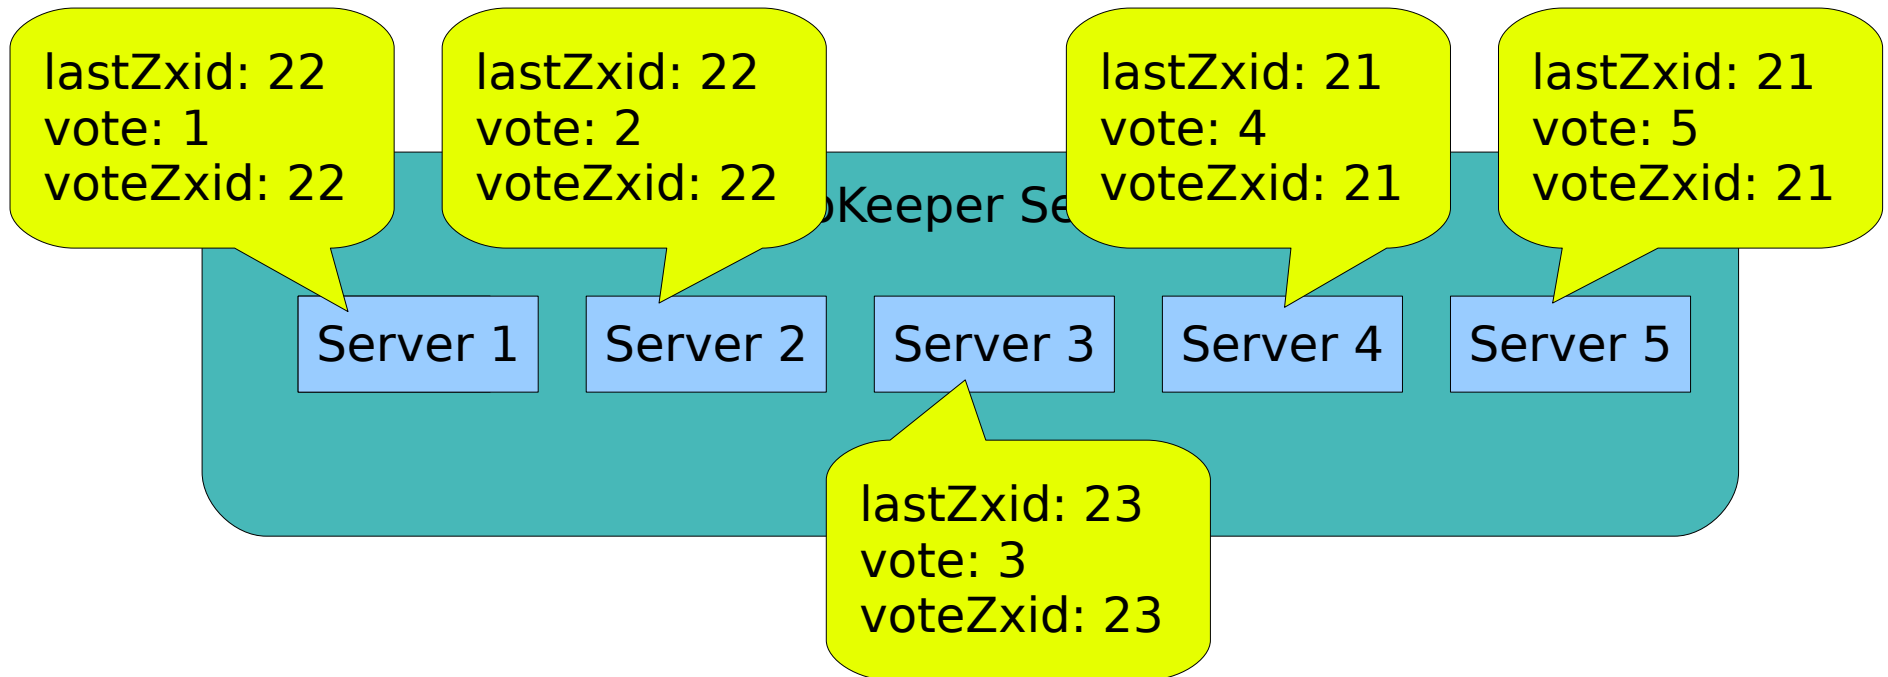 lastZxid: 22
vote: 1
voteZxid: 22
lastZxid: 22
vote: 2
voteZxid: 22
lastZxid: 21
vote: 4
voteZxid: 21
lastZxid: 21
vote: 5
voteZxid: 21
Server 1
Server 2
Server 3
Server 4
Server 5
lastZxid: 23
vote: 3
voteZxid: 23